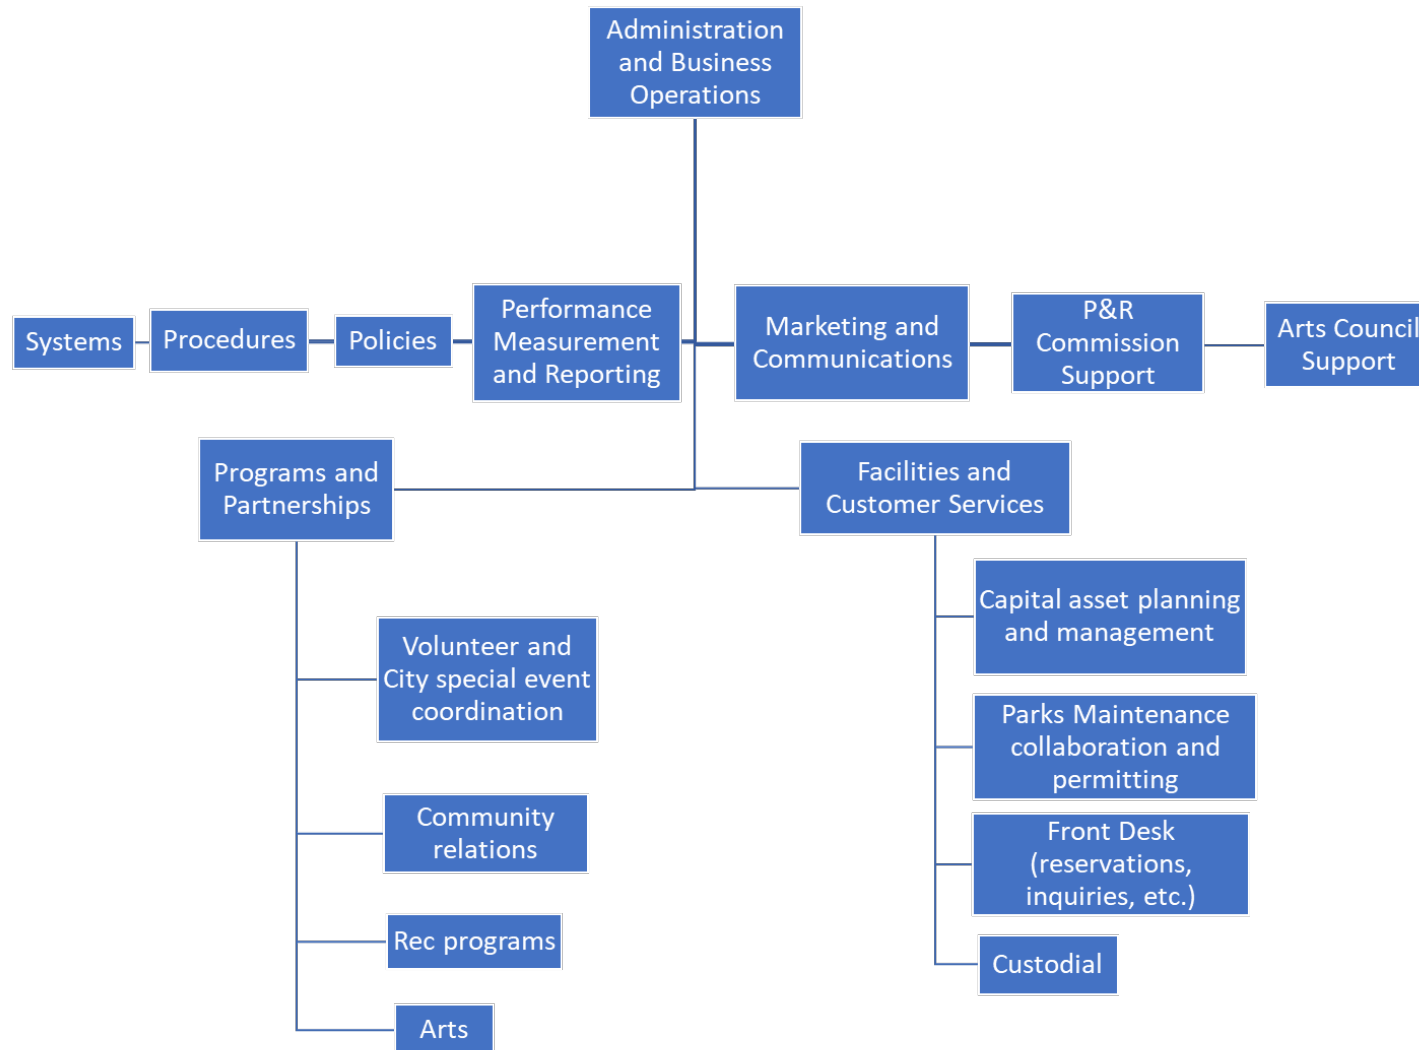 Administration
and Business
Operations
Systems
Procedures
Policies
Performance
Measurement
and Reporting
Marketing and
Communications
P&R
Commission
Support
Arts Council
Support
Programs and
Partnerships
Facilities and
Customer Services
Volunteer and
City special event
coordination
Community
relations
Rec programs
Arts
Capital asset planning
and management
Parks Maintenance
collaboration and
permitting
Front Desk
(reservations,
inquiries, etc.)
Custodial